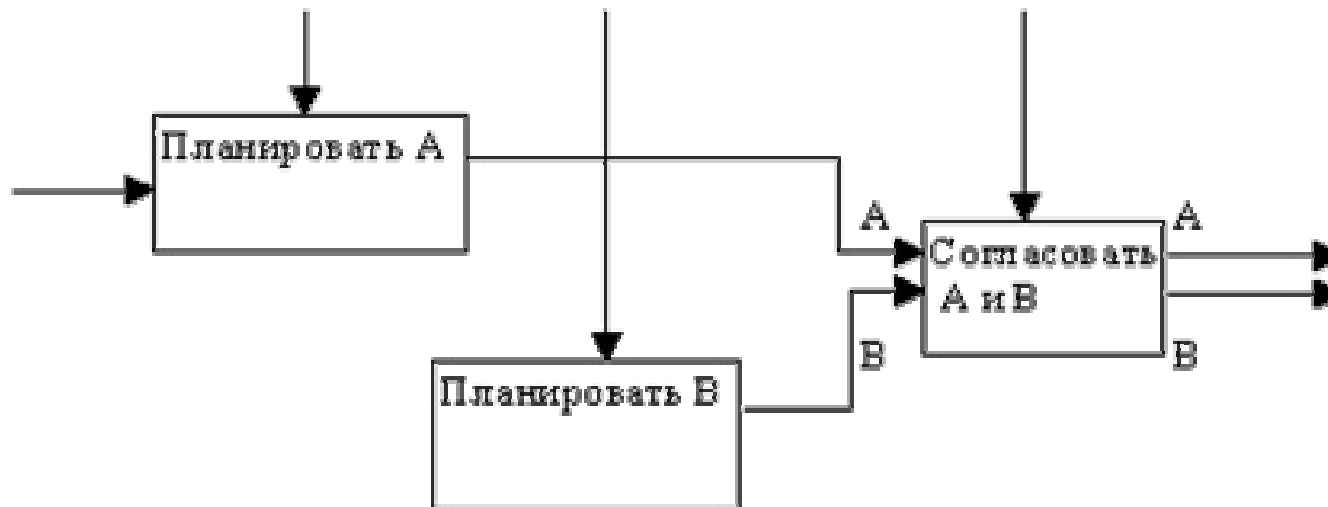 Планировать A
A
A
Согласовать
A и B
B
B
Планировать B